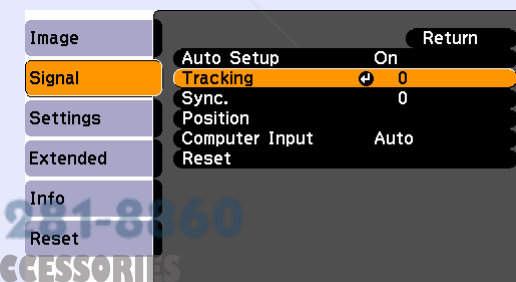 Image
Signal
Settings
Extended
Info
Reset
Return
Auto Setup On
Tracking 0
Sync. 0
Position
Computer Input Auto
Reset
281-8860
CCESSORIES